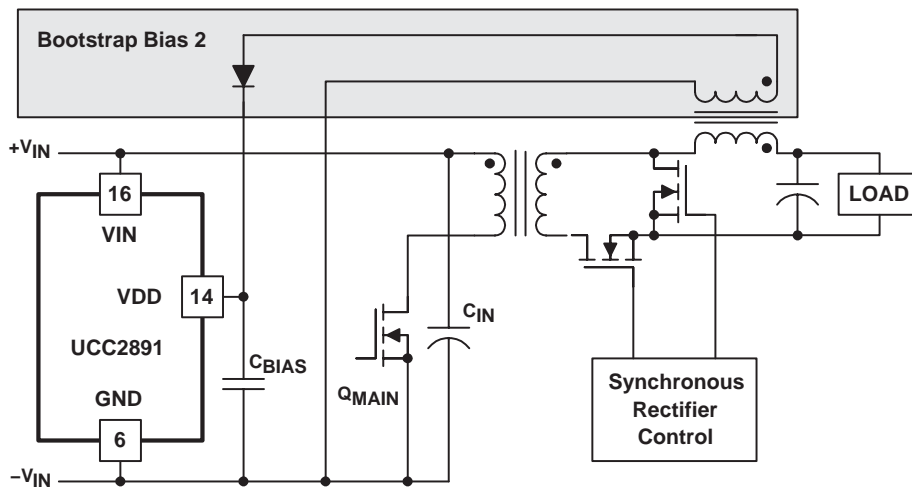 Bootstrap Bias 2
+VIN
16
VIN
VDD
14
UCC2891
GND
6
CBIAS
−VIN
QMAIN
CIN
LOAD
Synchronous
Rectifier
Control